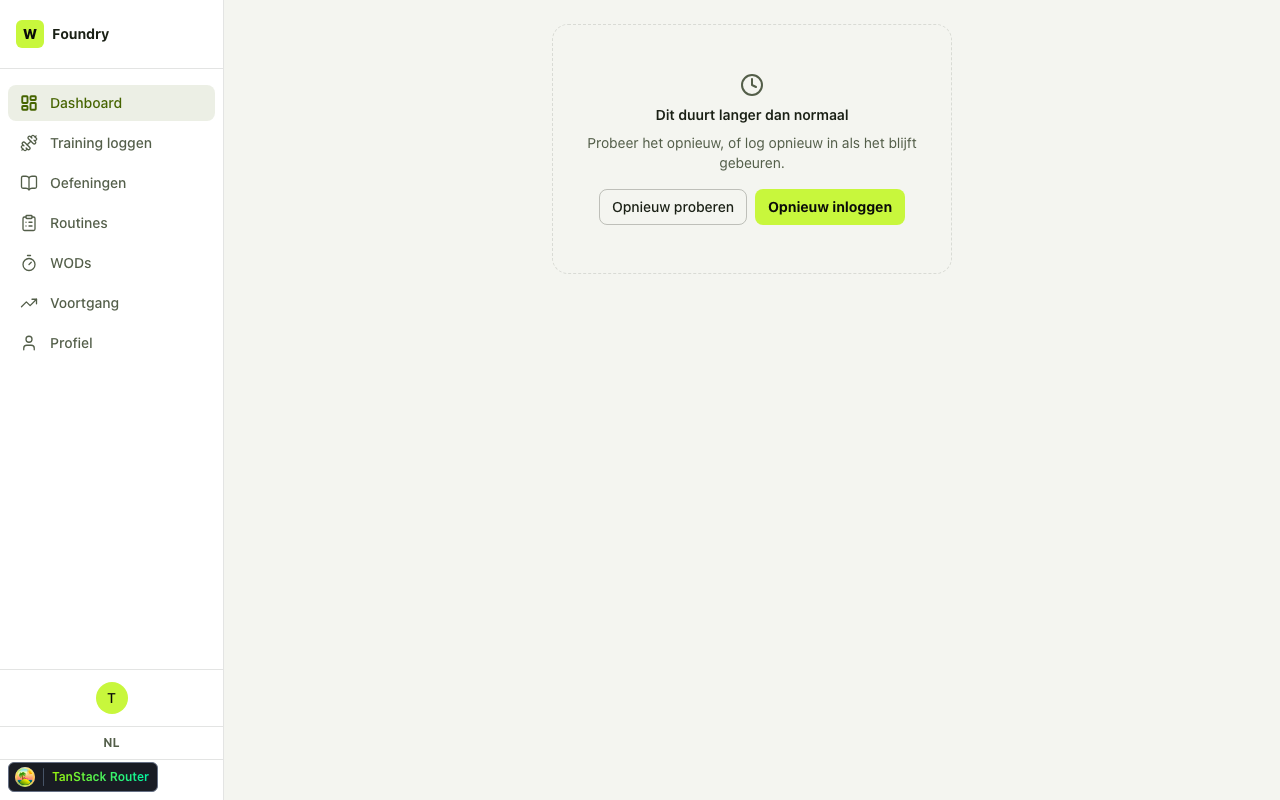 W Foundry
Dashboard
Training loggen
Oefeningen
Routines
WODs
Voortgang
Profiel
T
NL
TanStack Router
Dit duurt langer dan normaal
Probeer het opnieuw, of log opnieuw in als het blijft
gebeuren.
Opnieuw proberen Opnieuw inloggen